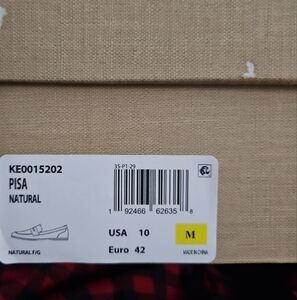 KE0015202
PISA
NATURAL
35-P1-29
1 92466 62635 8
USA 10
M
Euro 42
NATURAL F/G
MADE IN CHINA